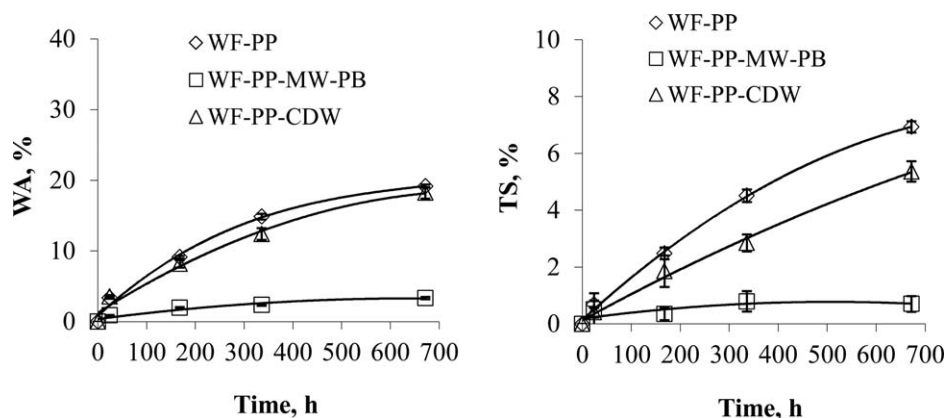 40
30
20
10
0
WA, %
WF-PP
WF-PP-MW-PB
WF-PP-CDW
0 100 200 300 400 500 600 700
Time, h
10
8
6
4
2
0
TS, %
WF-PP
WF-PP-MW-PB
WF-PP-CDW
0 100 200 300 400 500 600 700
Time, h